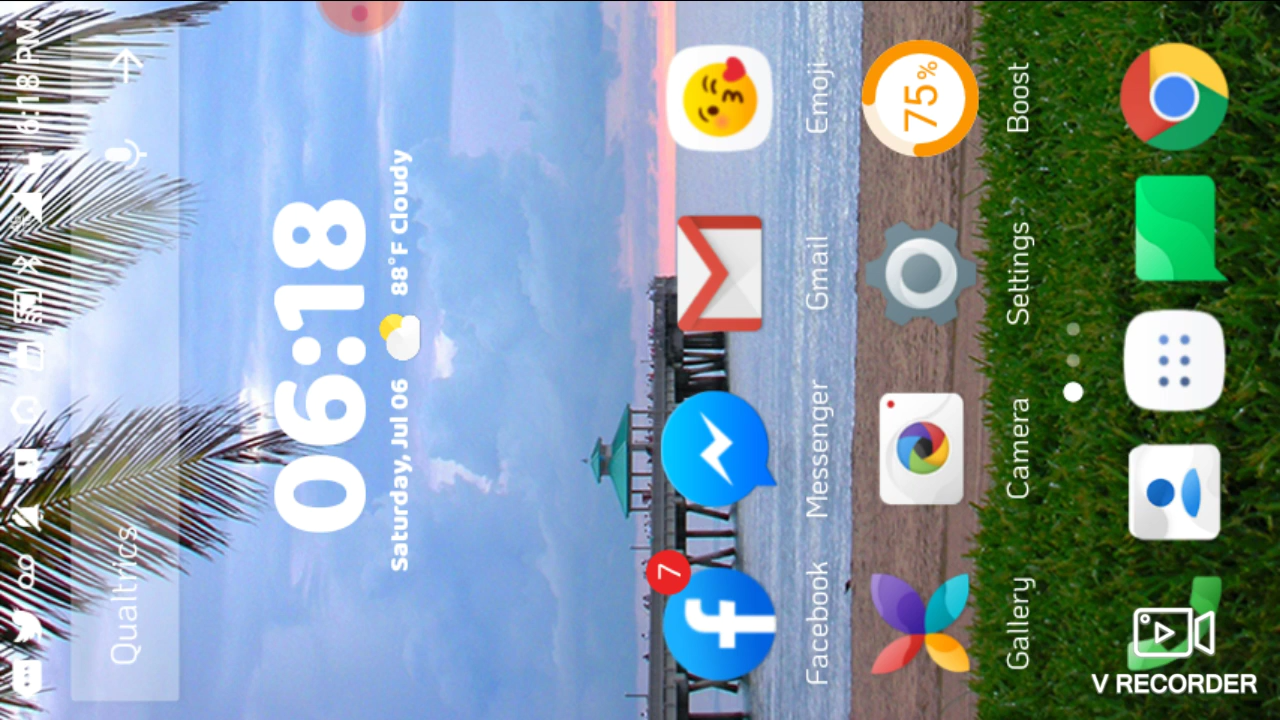 6:18 PM
Qualtrics
06:18
Saturday, Jul 06 88°F Cloudy
7
Facebook Messenger Gmail Emoji
75%
Gallery Camera Settings Boost
V RECORDER